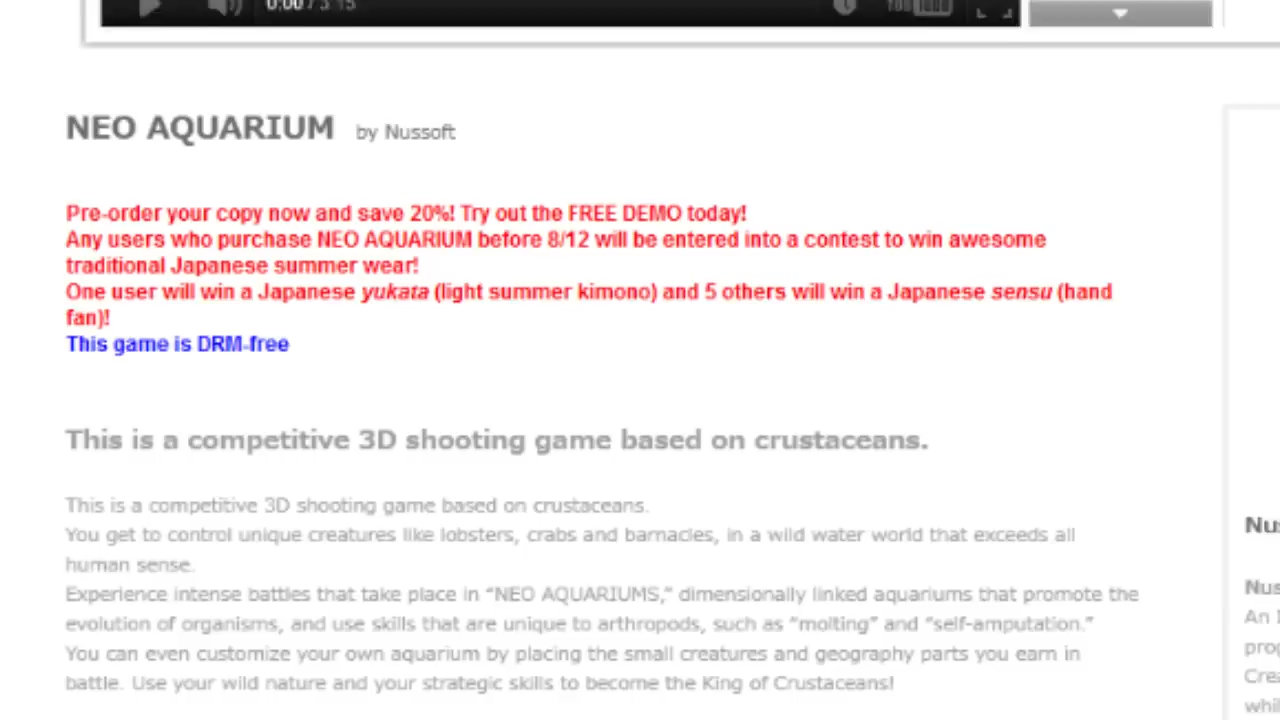 0:00 / 3:15
NEO AQUARIUM by Nussoft
Pre-order your copy now and save 20%! Try out the FREE DEMO today!
Any users who purchase NEO AQUARIUM before 8/12 will be entered into a contest to win awesome
traditional Japanese summer wear!
One user will win a Japanese yukata (light summer kimono) and 5 others will win a Japanese sensu (hand
fan)!
This game is DRM-free
This is a competitive 3D shooting game based on crustaceans.
This is a competitive 3D shooting game based on crustaceans.
You get to control unique creatures like lobsters, crabs and barnacles, in a wild water world that exceeds all
human sense.
Experience intense battles that take place in “NEO AQUARIUMS,” dimensionally linked aquariums that promote the
evolution of organisms, and use skills that are unique to arthropods, such as “molting” and “self-amputation.”
You can even customize your own aquarium by placing the small creatures and geography parts you earn in
battle. Use your wild nature and your strategic skills to become the King of Crustaceans!